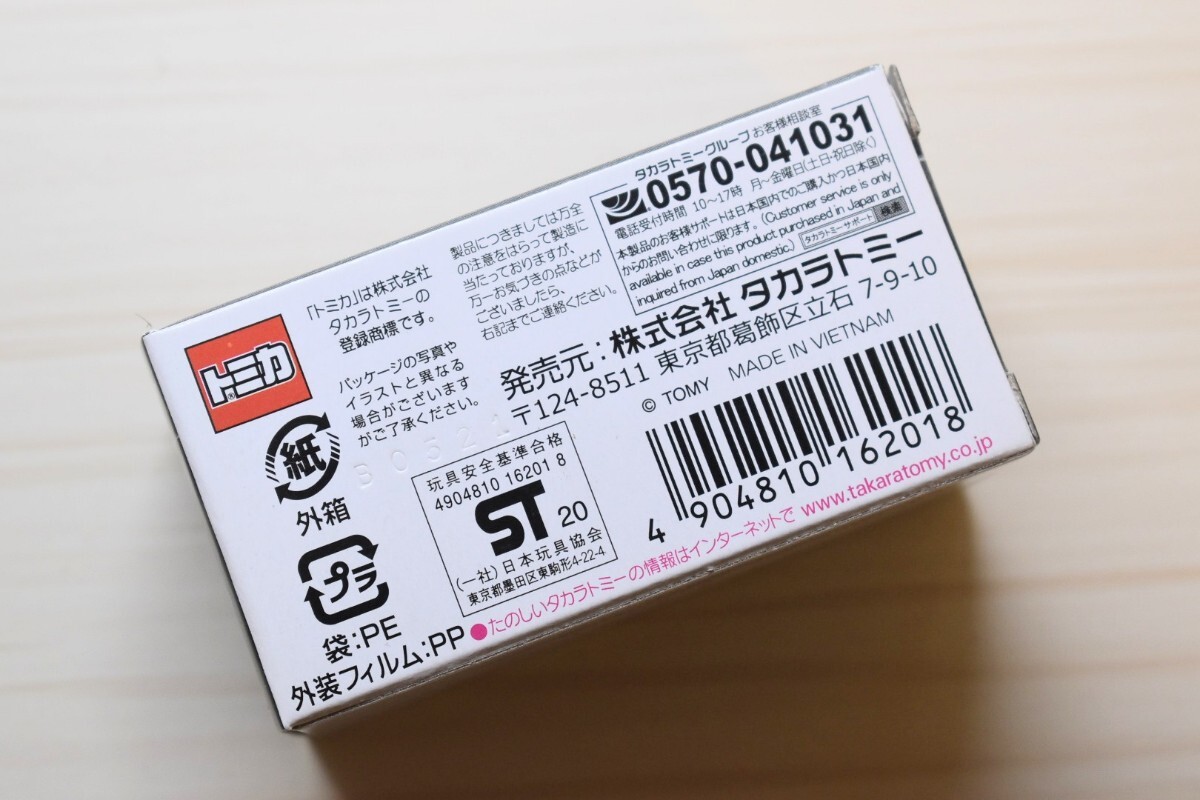 トミカ
®
「トミカ」は株式会社
タカラトミーの
登録商標です。
パッケージの写真や
イラストと異なる
場合がございます
がご了承ください。
製品につきましては万全
の注意をはらって製造に
当たっておりますが、
万一お気づきの点などが
ございましたら、
右記までご連絡ください。
タカラトミーグループお客様相談室
0570-041031
電話受付時間 10〜17時 月〜金曜日(土日・祝日除く)
本製品のお客様サポートは日本国内でのご購入かつ日本国内
からのお問い合わせに限ります。(Customer service is only
available in case this product purchased in Japan and
inquired from Japan domestic.)
タカラトミーサポート 検索
発売元:株式会社 タカラトミー
〒124-8511 東京都葛飾区立石 7-9-10
© TOMY MADE IN VIETNAM
紙
外箱
プラ
袋:PE
外装フィルム:PP
B0321
玩具安全基準合格
4904810 16201 8
ST 20
(一社)日本玩具協会
東京都墨田区東駒形4-22-4
4 904810 162018
●たのしいタカラトミーの情報はインターネットで www.takaratomy.co.jp